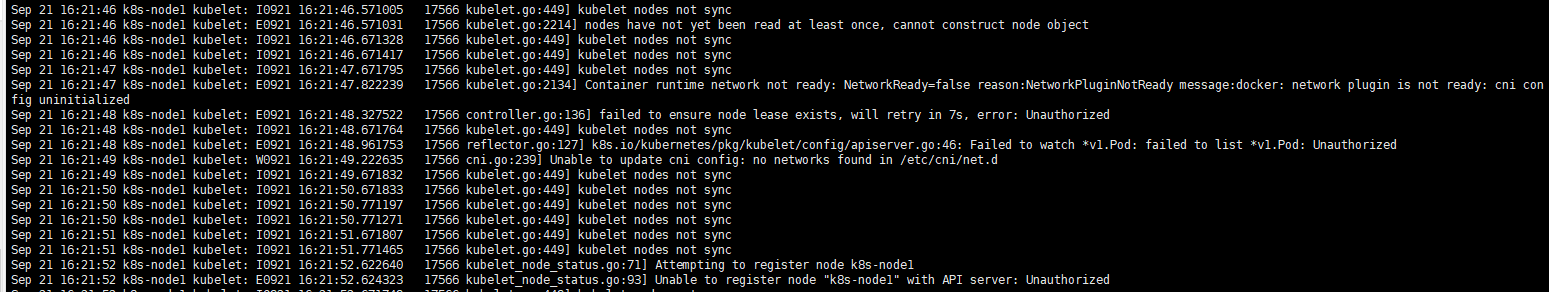 Sep 21 16:21:46 k8s-node1 kubelet: I0921 16:21:46.571005   17566 kubelet.go:449] kubelet nodes not sync
Sep 21 16:21:46 k8s-node1 kubelet: E0921 16:21:46.571031   17566 kubelet.go:2214] nodes have not yet been read at least once, cannot construct node object
Sep 21 16:21:46 k8s-node1 kubelet: I0921 16:21:46.671328   17566 kubelet.go:449] kubelet nodes not sync
Sep 21 16:21:46 k8s-node1 kubelet: I0921 16:21:46.671417   17566 kubelet.go:449] kubelet nodes not sync
Sep 21 16:21:47 k8s-node1 kubelet: I0921 16:21:47.671795   17566 kubelet.go:449] kubelet nodes not sync
Sep 21 16:21:47 k8s-node1 kubelet: E0921 16:21:47.822239   17566 kubelet.go:2134] Container runtime network not ready: NetworkReady=false reason:NetworkPluginNotReady message:docker: network plugin is not ready: cni con
fig uninitialized
Sep 21 16:21:48 k8s-node1 kubelet: E0921 16:21:48.327522   17566 controller.go:136] failed to ensure node lease exists, will retry in 7s, error: Unauthorized
Sep 21 16:21:48 k8s-node1 kubelet: I0921 16:21:48.671764   17566 kubelet.go:449] kubelet nodes not sync
Sep 21 16:21:48 k8s-node1 kubelet: E0921 16:21:48.961753   17566 reflector.go:127] k8s.io/kubernetes/pkg/kubelet/config/apiserver.go:46: Failed to watch *v1.Pod: failed to list *v1.Pod: Unauthorized
Sep 21 16:21:49 k8s-node1 kubelet: W0921 16:21:49.222635   17566 cni.go:239] Unable to update cni config: no networks found in /etc/cni/net.d
Sep 21 16:21:49 k8s-node1 kubelet: I0921 16:21:49.671832   17566 kubelet.go:449] kubelet nodes not sync
Sep 21 16:21:50 k8s-node1 kubelet: I0921 16:21:50.671833   17566 kubelet.go:449] kubelet nodes not sync
Sep 21 16:21:50 k8s-node1 kubelet: I0921 16:21:50.771197   17566 kubelet.go:449] kubelet nodes not sync
Sep 21 16:21:50 k8s-node1 kubelet: I0921 16:21:50.771271   17566 kubelet.go:449] kubelet nodes not sync
Sep 21 16:21:51 k8s-node1 kubelet: I0921 16:21:51.671807   17566 kubelet.go:449] kubelet nodes not sync
Sep 21 16:21:51 k8s-node1 kubelet: I0921 16:21:51.771465   17566 kubelet.go:449] kubelet nodes not sync
Sep 21 16:21:52 k8s-node1 kubelet: I0921 16:21:52.622640   17566 kubelet_node_status.go:71] Attempting to register node k8s-node1
Sep 21 16:21:52 k8s-node1 kubelet: E0921 16:21:52.624323   17566 kubelet_node_status.go:93] Unable to register node "k8s-node1" with API server: Unauthorized